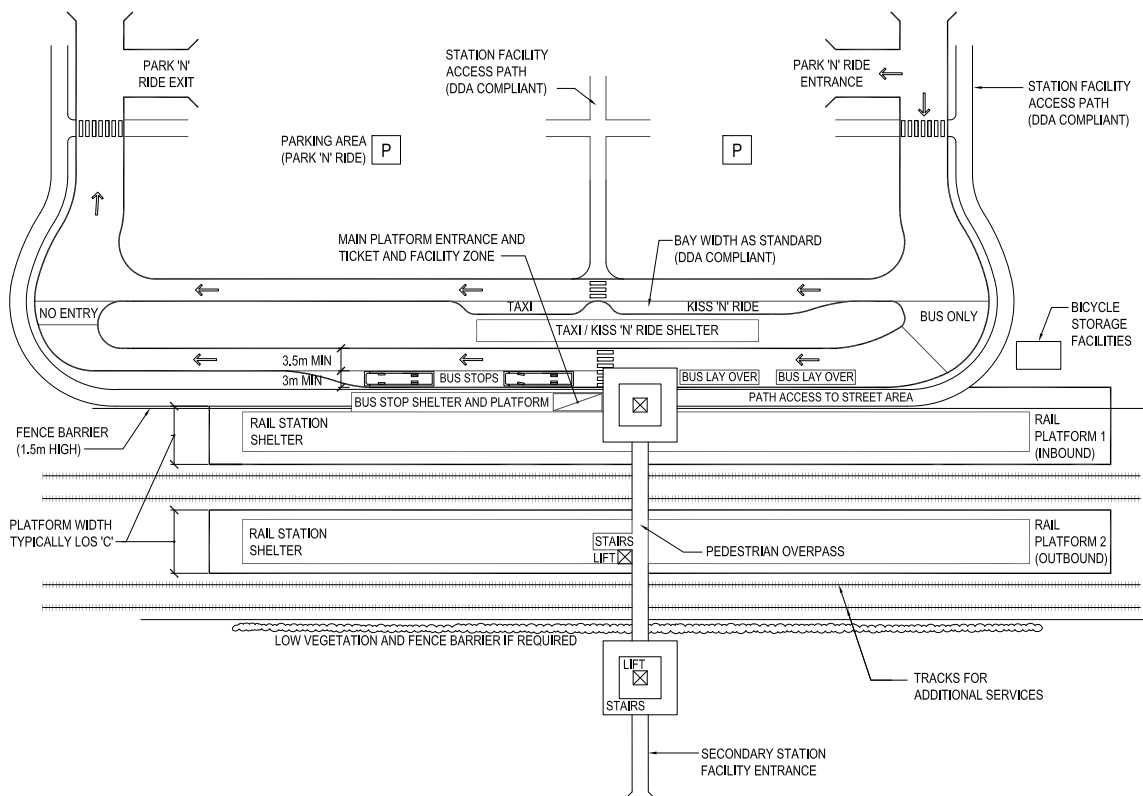 PARK 'N'
RIDE EXIT
STATION FACILITY
ACCESS PATH
(DDA COMPLIANT)
PARK 'N' RIDE
ENTRANCE
STATION FACILITY
ACCESS PATH
(DDA COMPLIANT)
PARKING AREA
(PARK 'N' RIDE)
P
P
MAIN PLATFORM ENTRANCE AND
TICKET AND FACILITY ZONE
BAY WIDTH AS STANDARD
(DDA COMPLIANT)
NO ENTRY
TAXI
KISS 'N' RIDE
BUS ONLY
TAXI / KISS 'N' RIDE SHELTER
BICYCLE
STORAGE
FACILITIES
3.5m MIN
3m MIN
BUS STOPS
BUS LAY OVER
BUS LAY OVER
BUS STOP SHELTER AND PLATFORM
PATH ACCESS TO STREET AREA
FENCE BARRIER
(1.5m HIGH)
RAIL STATION
SHELTER
RAIL
PLATFORM 1
(INBOUND)
PLATFORM WIDTH
TYPICALLY LOS 'C'
RAIL STATION
SHELTER
STAIRS
LIFT
PEDESTRIAN OVERPASS
RAIL
PLATFORM 2
(OUTBOUND)
LOW VEGETATION AND FENCE BARRIER IF REQUIRED
LIFT
STAIRS
TRACKS FOR
ADDITIONAL SERVICES
SECONDARY STATION
FACILITY ENTRANCE